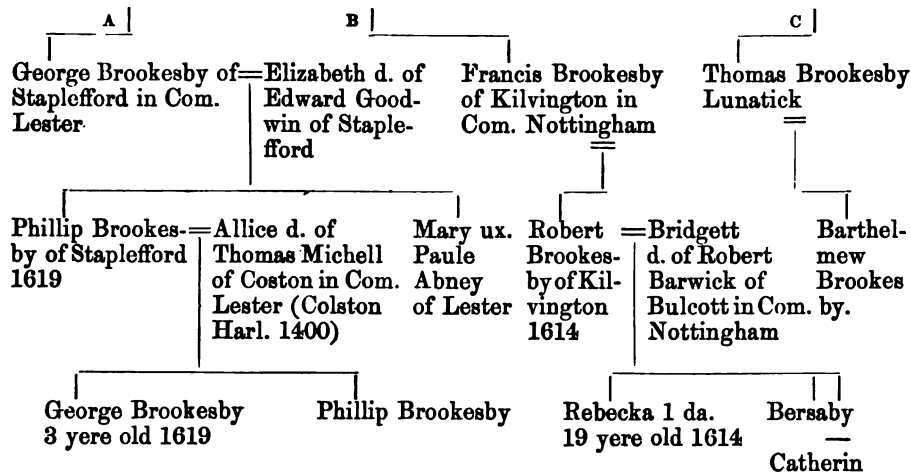 A
B
C
George Brookesby of
Staplefford in Com.
Lester
=Elizabeth d. of
Edward Good-
win of Staple-
fford
Francis Brookesby
of Kilvington in
Com. Nottingham
=
Thomas Brookesby
Lunatick
=
Phillip Brookes-
by of Staplefford
1619
= Allice d. of
Thomas Michell
of Coston in Com.
Lester (Colston
Harl. 1400)
Mary ux.
Paule
Abney
of Lester
Robert
Brookes-
by of Kil-
vington
1614
= Bridgett
d. of Robert
Barwick of
Bulcott in Com.
Nottingham
Barthel-
mew
Brookes
by.
George Brookesby
3 yere old 1619
Phillip Brookesby
Rebecka 1 da.
19 yere old 1614
Bersaby
—
Catherin